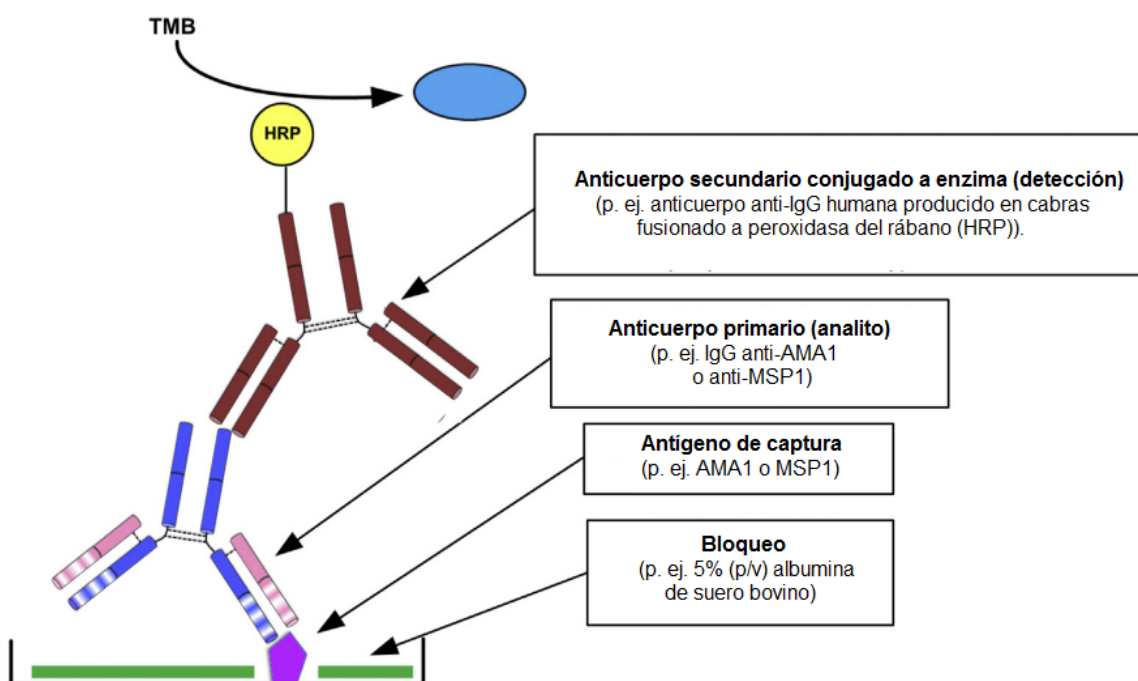 TMB
HRP
Anticuerpo secundario conjugado a enzima (detección)
(p. ej. anticuerpo anti-IgG humana producido en cabras
fusionado a peroxidasa del rábano (HRP)).
Anticuerpo primario (analito)
(p. ej. IgG anti-AMA1
o anti-MSP1)
Antígeno de captura
(p. ej. AMA1 o MSP1)
Bloqueo
(p. ej. 5% (p/v) albumina
de suero bovino)